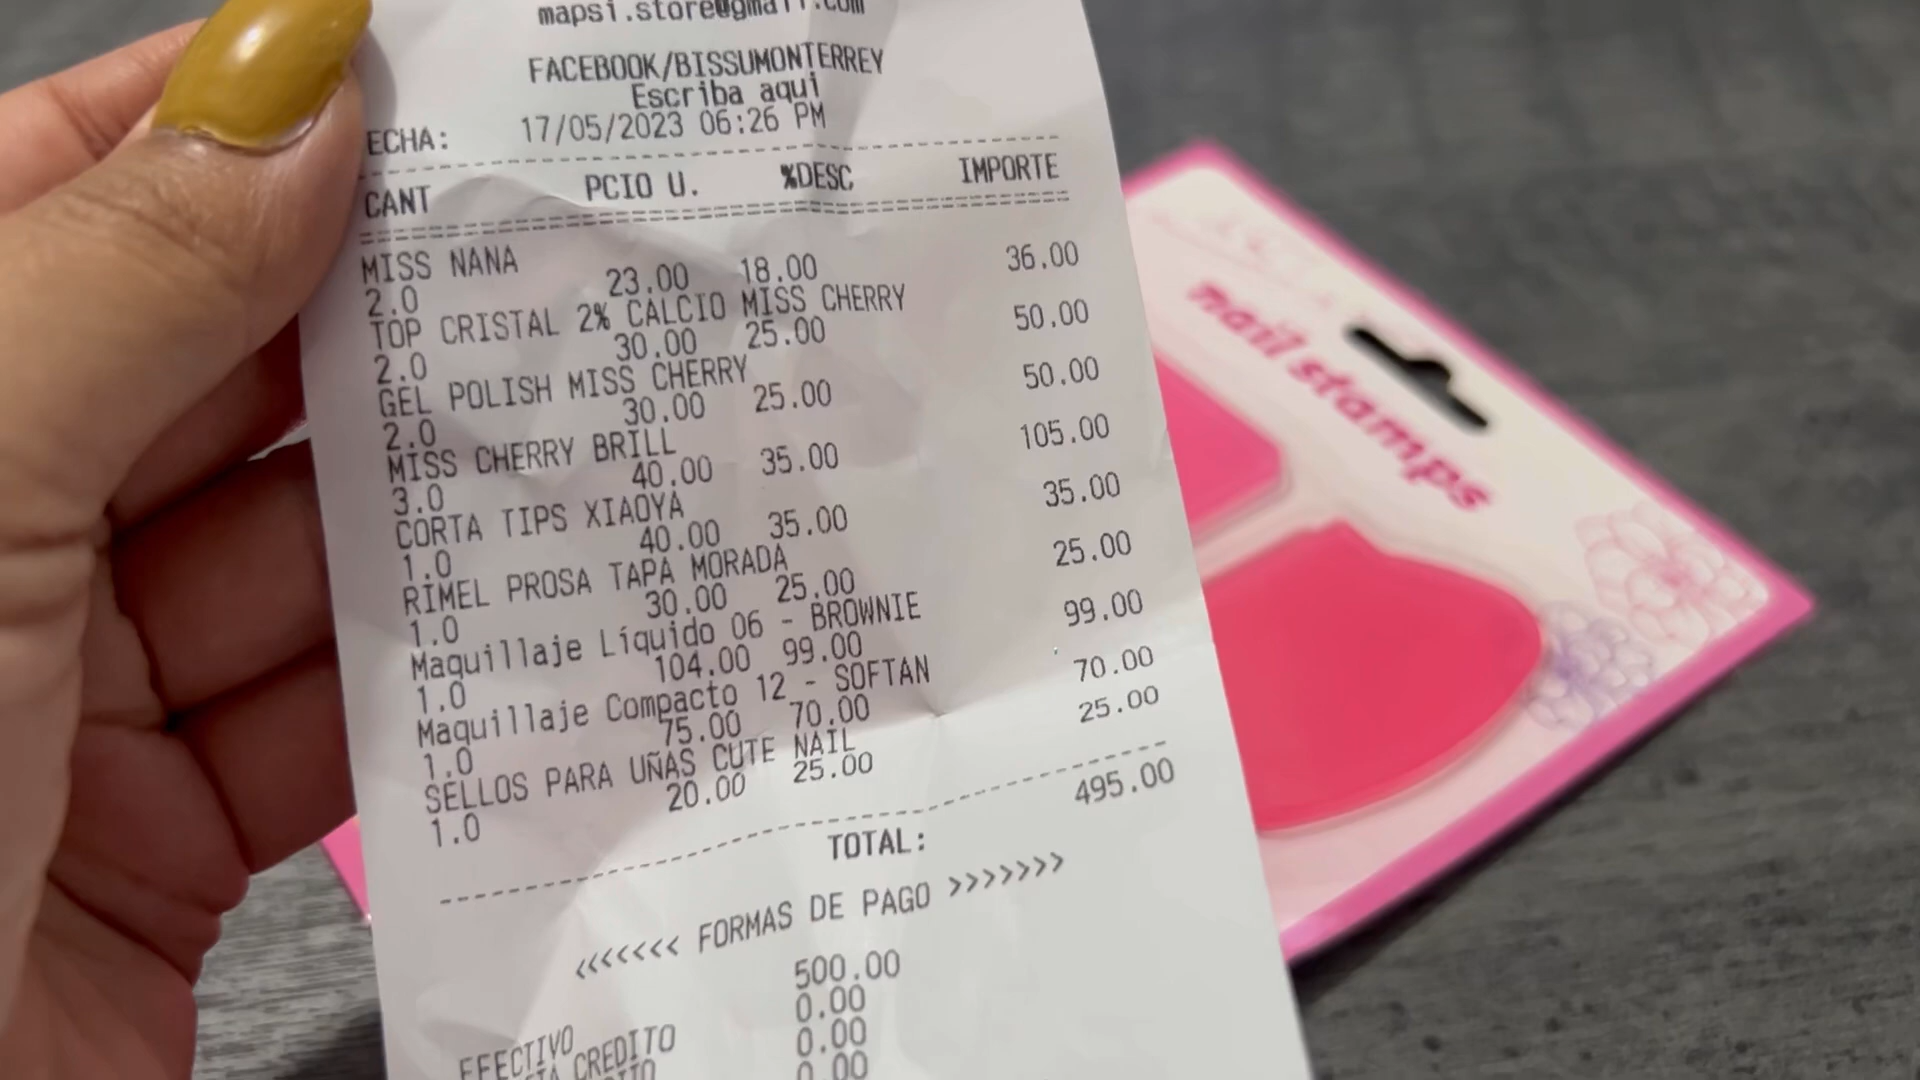 mapsi.store@gmail.com
FACEBOOK/BISSUMONTERREY
Escriba aqui
ECHA: 17/05/2023 06:26 PM
CANT PCIO U. %DESC IMPORTE
MISS NANA
2.0 23.00 18.00 36.00
TOP CRISTAL 2% CALCIO MISS CHERRY
2.0 30.00 25.00 50.00
GEL POLISH MISS CHERRY
2.0 30.00 25.00 50.00
MISS CHERRY BRILL
3.0 40.00 35.00 105.00
CORTA TIPS XIAOYA
1.0 40.00 35.00 35.00
RIMEL PROSA TAPA MORADA
1.0 30.00 25.00 25.00
Maquillaje Líquido 06 - BROWNIE
1.0 104.00 99.00 99.00
Maquillaje Compacto 12 - SOFTAN
1.0 75.00 70.00 70.00
SELLOS PARA UÑAS CUTE NAIL
1.0 20.00 25.00 25.00
TOTAL: 495.00
<<<<<<< FORMAS DE PAGO >>>>>>>
EFECTIVO 500.00
CREDITO 0.00
0.00
0.00
nail stamps